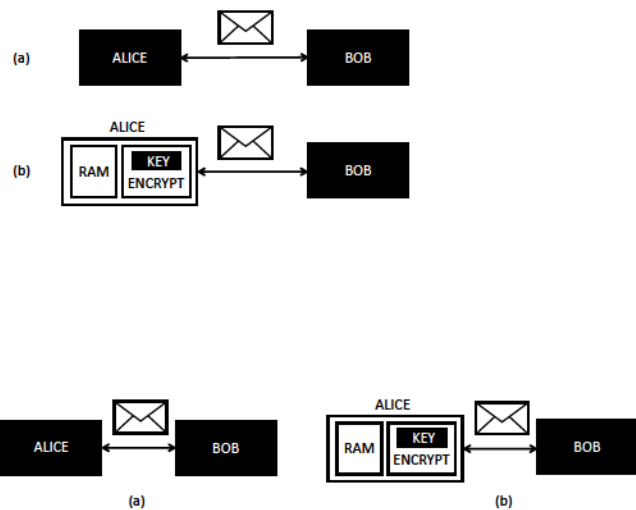 (a) ALICE BOB
ALICE
(b) RAM KEY BOB
ENCRYPT
ALICE
ALICE BOB RAM KEY BOB
ENCRYPT
(a) (b)